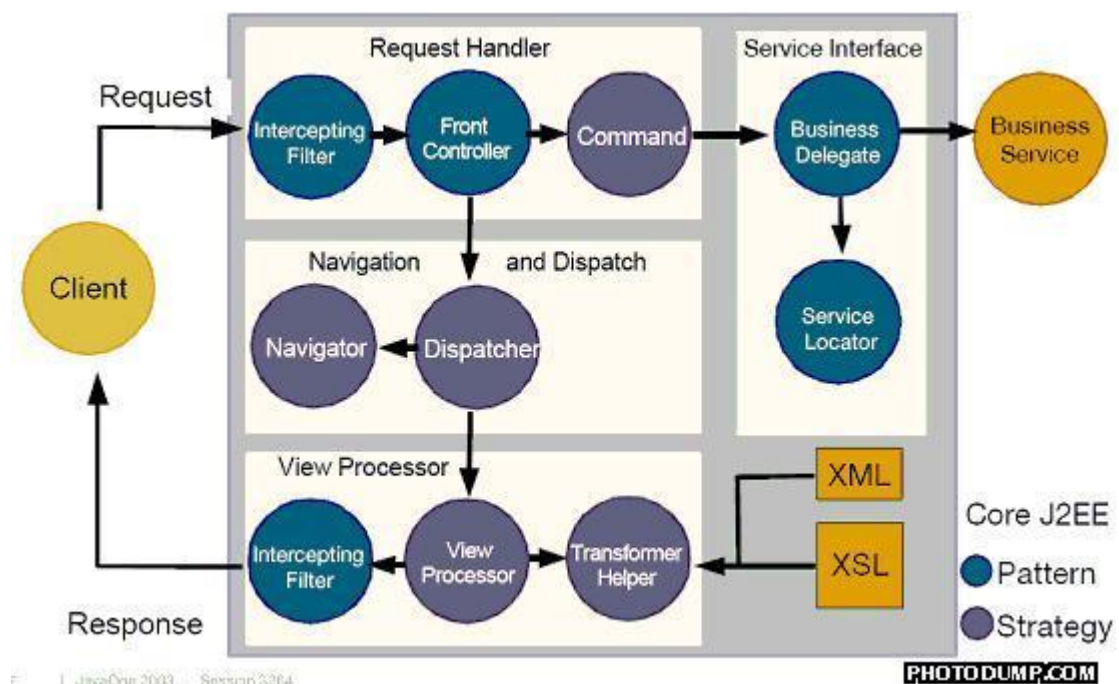 Request Handler
Service Interface
Request
Intercepting
Filter
Front
Controller
Command
Business
Delegate
Business
Service
Client
Navigation and Dispatch
Navigator
Dispatcher
Service
Locator
View Processor
XML
Intercepting
Filter
View
Processor
Transformer
Helper
XSL
Core J2EE
Pattern
Strategy
Response
JavaOne 2003 Session
PHOTODUMP.COM